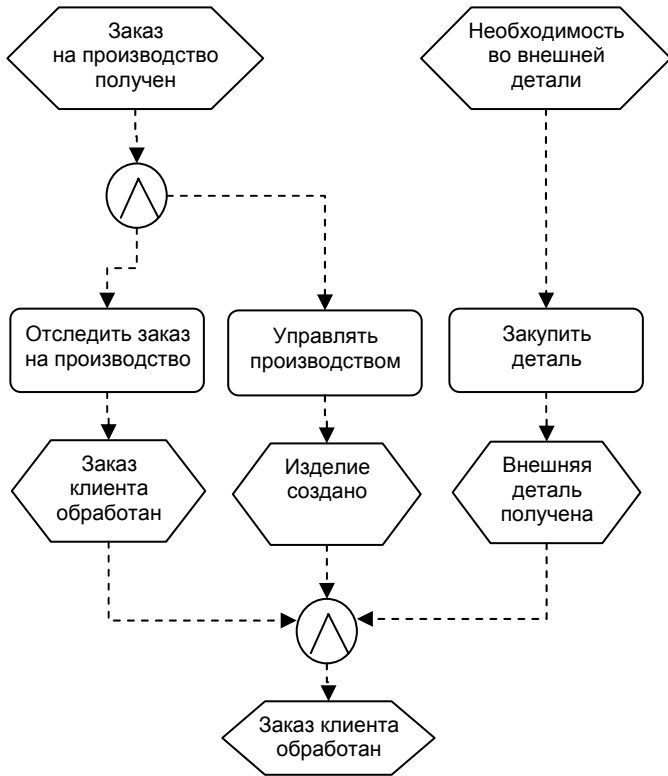 Заказ
на производство
получен
Необходимость
во внешней
детали
Отследить заказ
на производство
Управлять
производством
Закупить
деталь
Заказ
клиента
обработан
Изделие
создано
Внешняя
деталь
получена
Заказ клиента
обработан